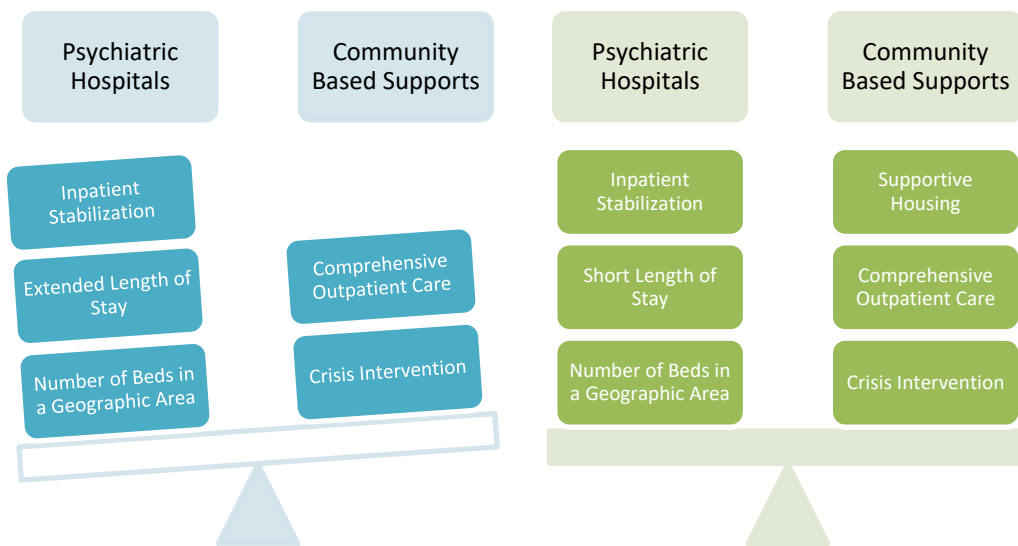 Psychiatric
Hospitals
Community
Based Supports
Inpatient
Stabilization
Extended Length of
Stay
Number of Beds in
a Geographic Area
Comprehensive
Outpatient Care
Crisis Intervention
Psychiatric
Hospitals
Community
Based Supports
Inpatient
Stabilization
Short Length of
Stay
Number of Beds in
a Geographic Area
Supportive
Housing
Comprehensive
Outpatient Care
Crisis Intervention